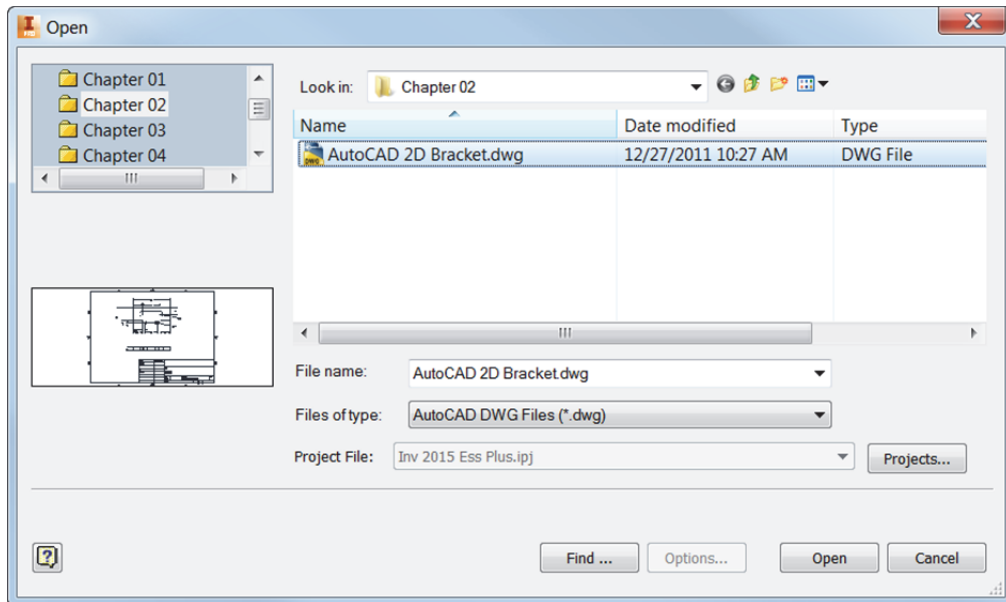 Open
Chapter 01
Chapter 02
Chapter 03
Chapter 04
Look in: Chapter 02
Name Date modified Type
AutoCAD 2D Bracket.dwg 12/27/2011 10:27 AM DWG File
File name: AutoCAD 2D Bracket.dwg
Files of type: AutoCAD DWG Files (*.dwg)
Project File: Inv 2015 Ess Plus.ipj Projects...
Find ... Options... Open Cancel